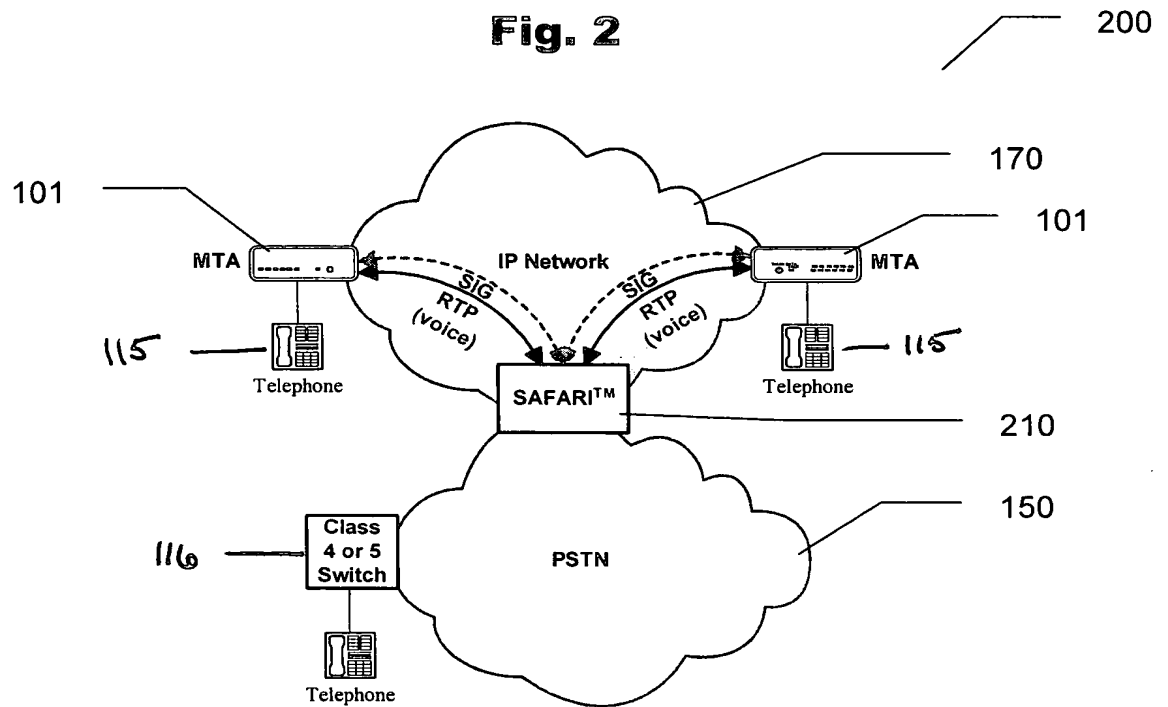 Fig. 2
200
170
101
101
MTA
IP Network
MTA
SIG
SIG
RTP
(voice)
RTP
(voice)
115
115
Telephone
Telephone
SAFARI™
210
150
Class
4 or 5
Switch
116
PSTN
Telephone